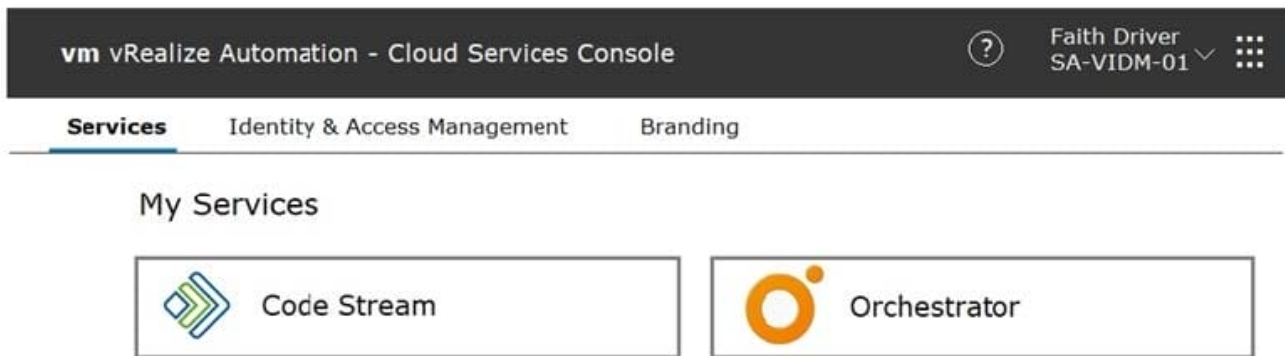 vm vRealize Automation - Cloud Services Console
?
Faith Driver
SA-VIDM-01
Services Identity & Access Management Branding
My Services
Code Stream
Orchestrator